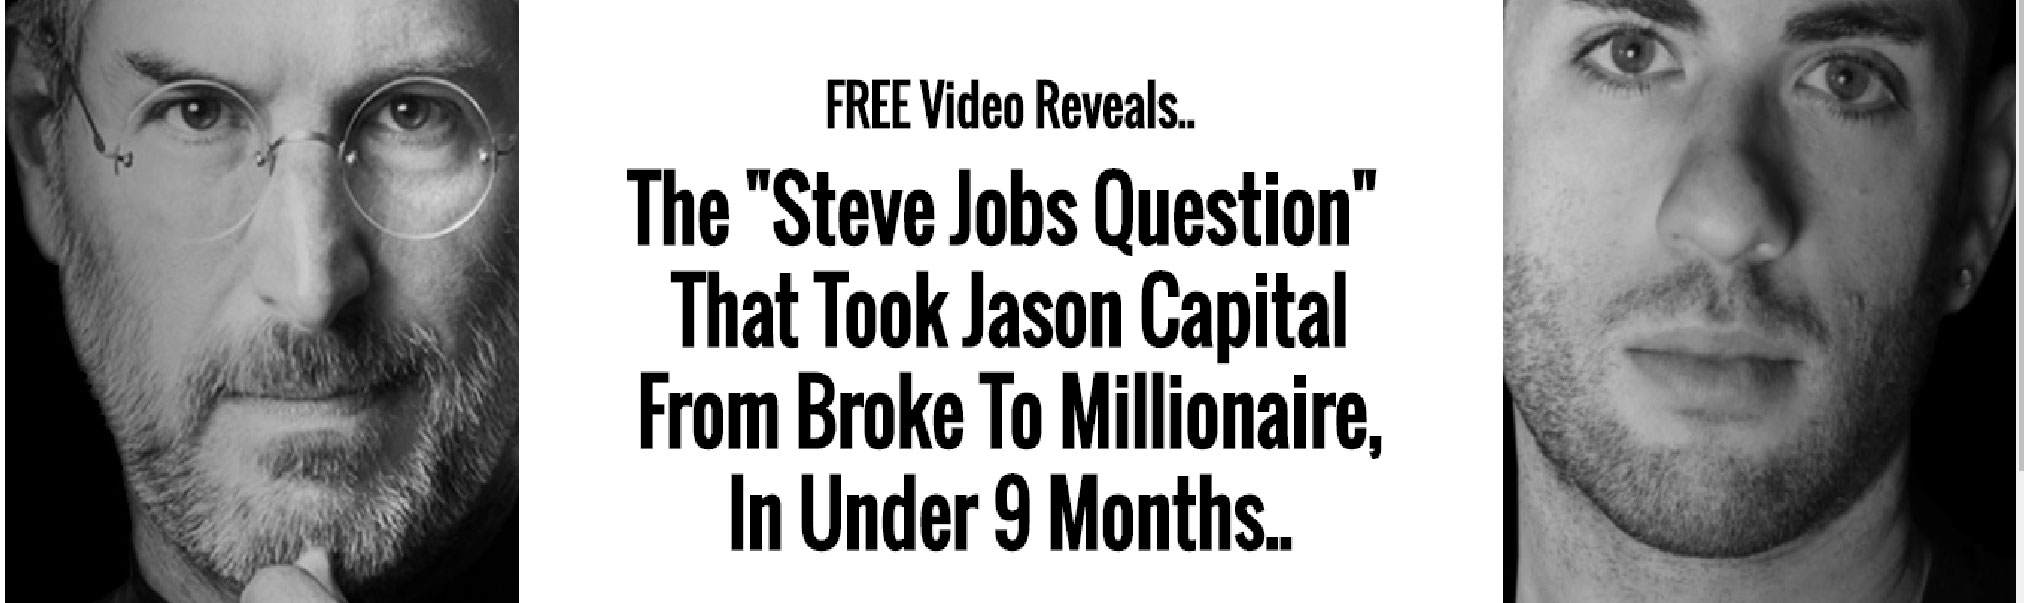 FREE Video Reveals..
The "Steve Jobs Question"
That Took Jason Capital
From Broke To Millionaire,
In Under 9 Months..